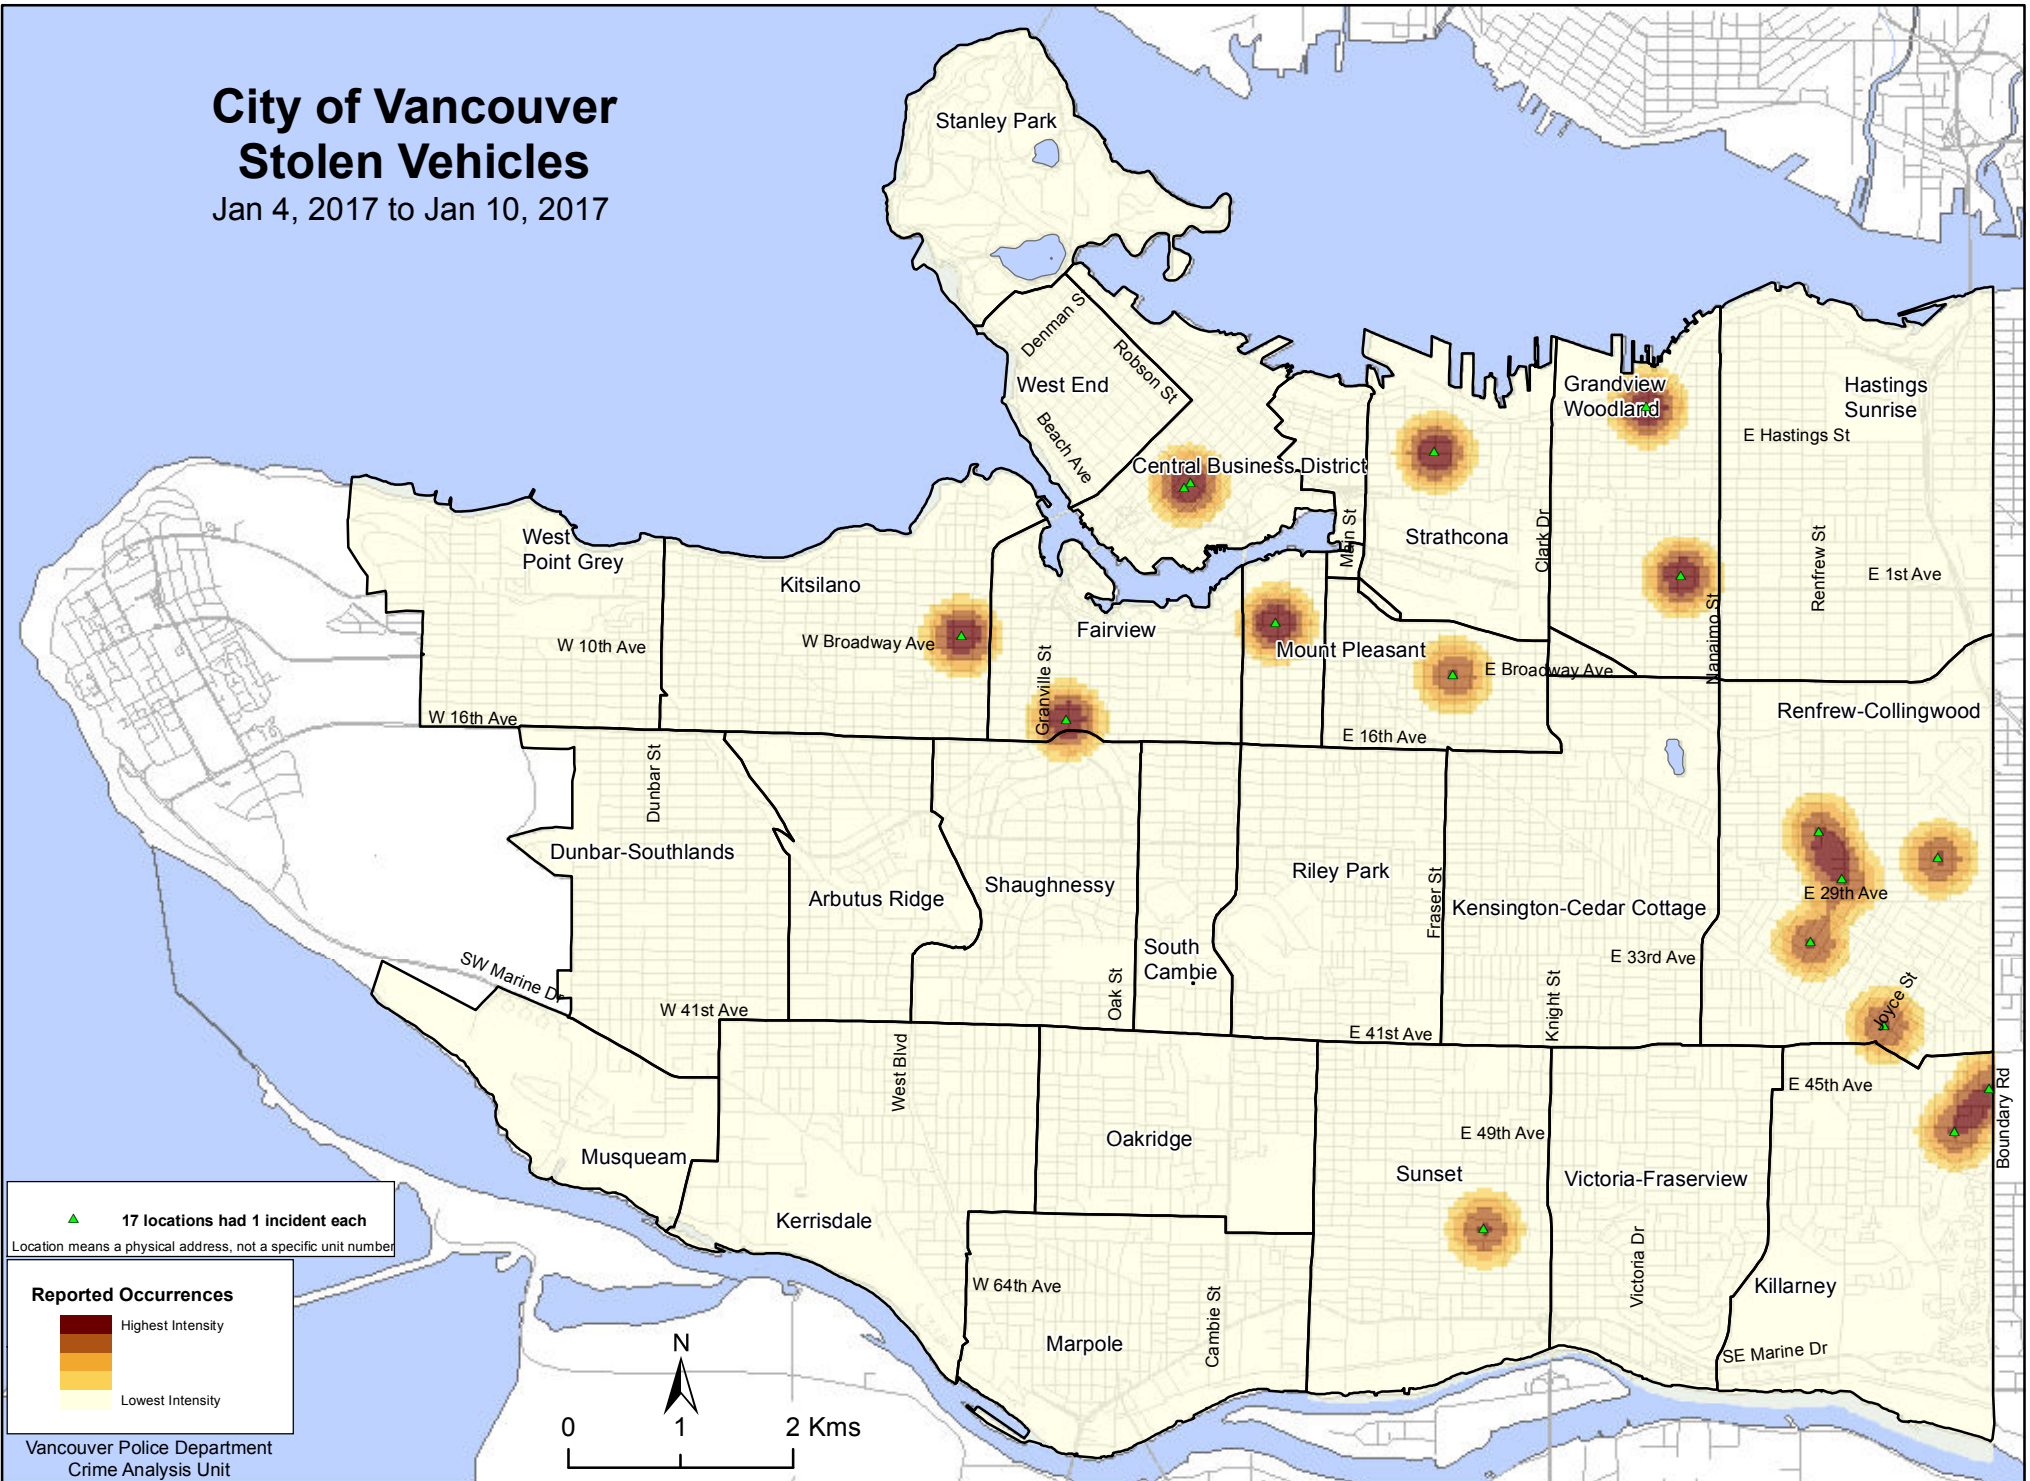 City of Vancouver
Stolen Vehicles
Jan 4, 2017 to Jan 10, 2017
Stanley Park
Denman S
Robson St
West End
Beach Ave
Central Business District
Grandview
Woodland
Hastings
Sunrise
E Hastings St
West
Point Grey
Kitsilano
Fairview
Main St
Strathcona
Clark Dr
Renfrew St
E 1st Ave
Nanaimo St
W 10th Ave
W Broadway Ave
Granville St
Mount Pleasant
E Broadway Ave
W 16th Ave
E 16th Ave
Renfrew-Collingwood
Dunbar St
Dunbar-Southlands
Arbutus Ridge
Shaughnessy
Riley Park
Fraser St
Kensington-Cedar Cottage
E 29th Ave
South
Cambie
E 33rd Ave
SW Marine Dr
W 41st Ave
Oak St
E 41st Ave
Knight St
Joyce St
West Blvd
E 45th Ave
Boundary Rd
Musqueam
Oakridge
E 49th Ave
Sunset
Victoria-Fraserview
Kerrisdale
W 64th Ave
Victoria Dr
Killarney
Marpole
Cambie St
SE Marine Dr
17 locations had 1 incident each
Location means a physical address, not a specific unit number
Reported Occurrences
Highest Intensity
Lowest Intensity
Vancouver Police Department
Crime Analysis Unit
N
0 1 2 Kms